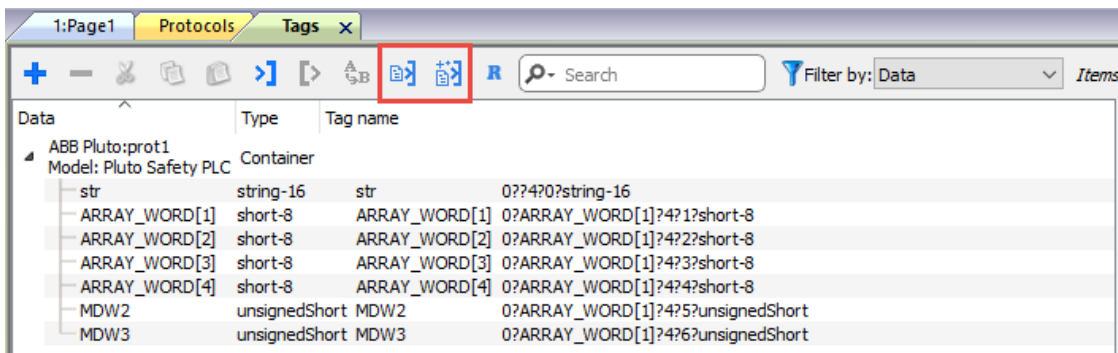 1:Page1 Protocols Tags x
R Search Filter by: Data Items
Data Type Tag name
ABB Pluto:prot1
Model: Pluto Safety PLC Container
str string-16 str 0??4?0?string-16
ARRAY_WORD[1] short-8 ARRAY_WORD[1] 0?ARRAY_WORD[1]?4?1?short-8
ARRAY_WORD[2] short-8 ARRAY_WORD[2] 0?ARRAY_WORD[1]?4?2?short-8
ARRAY_WORD[3] short-8 ARRAY_WORD[3] 0?ARRAY_WORD[1]?4?3?short-8
ARRAY_WORD[4] short-8 ARRAY_WORD[4] 0?ARRAY_WORD[1]?4?4?short-8
MDW2 unsignedShort MDW2 0?ARRAY_WORD[1]?4?5?unsignedShort
MDW3 unsignedShort MDW3 0?ARRAY_WORD[1]?4?6?unsignedShort